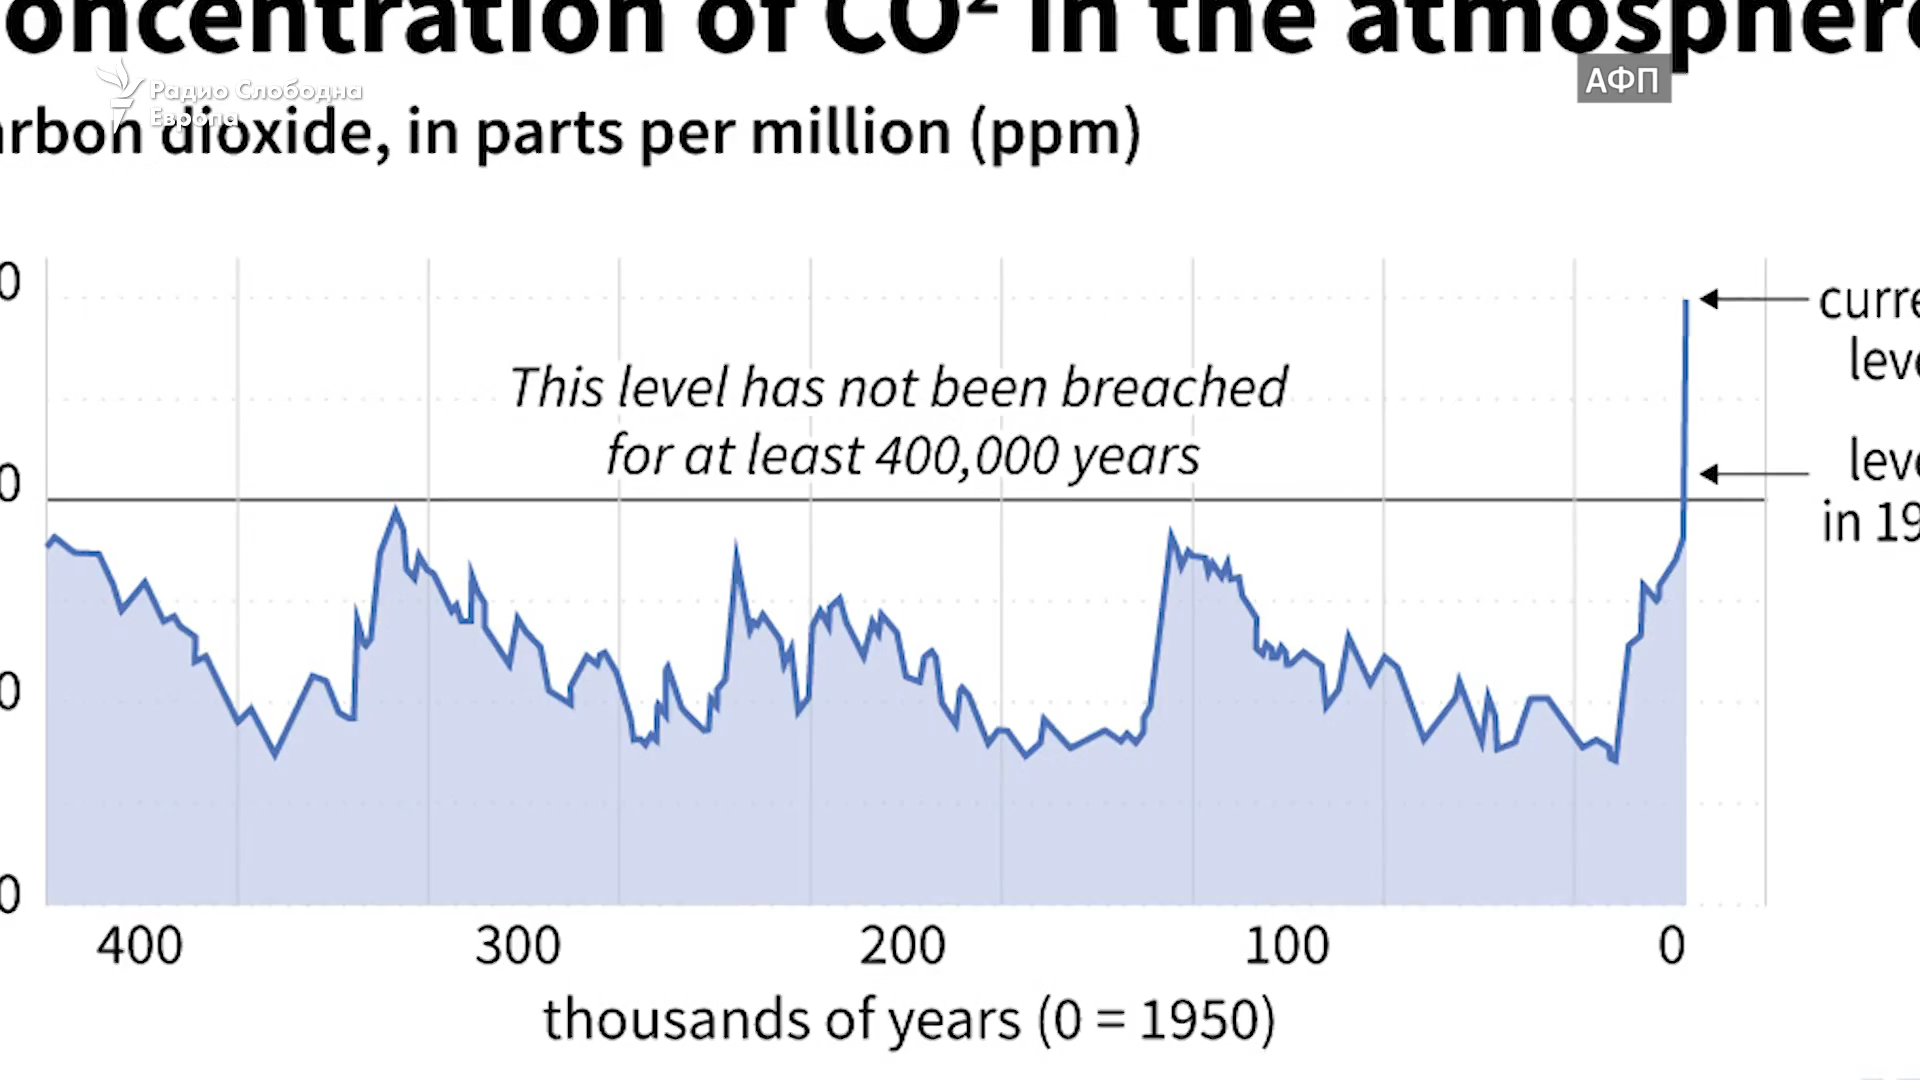 oncentration of CO² in the atmosphere
Радио Слободна
Европа
АФП
arbon dioxide, in parts per million (ppm)
0
curre
leve
This level has not been breached
for at least 400,000 years
0
leve
in 19
0
0
400 300 200 100 0
thousands of years (0 = 1950)